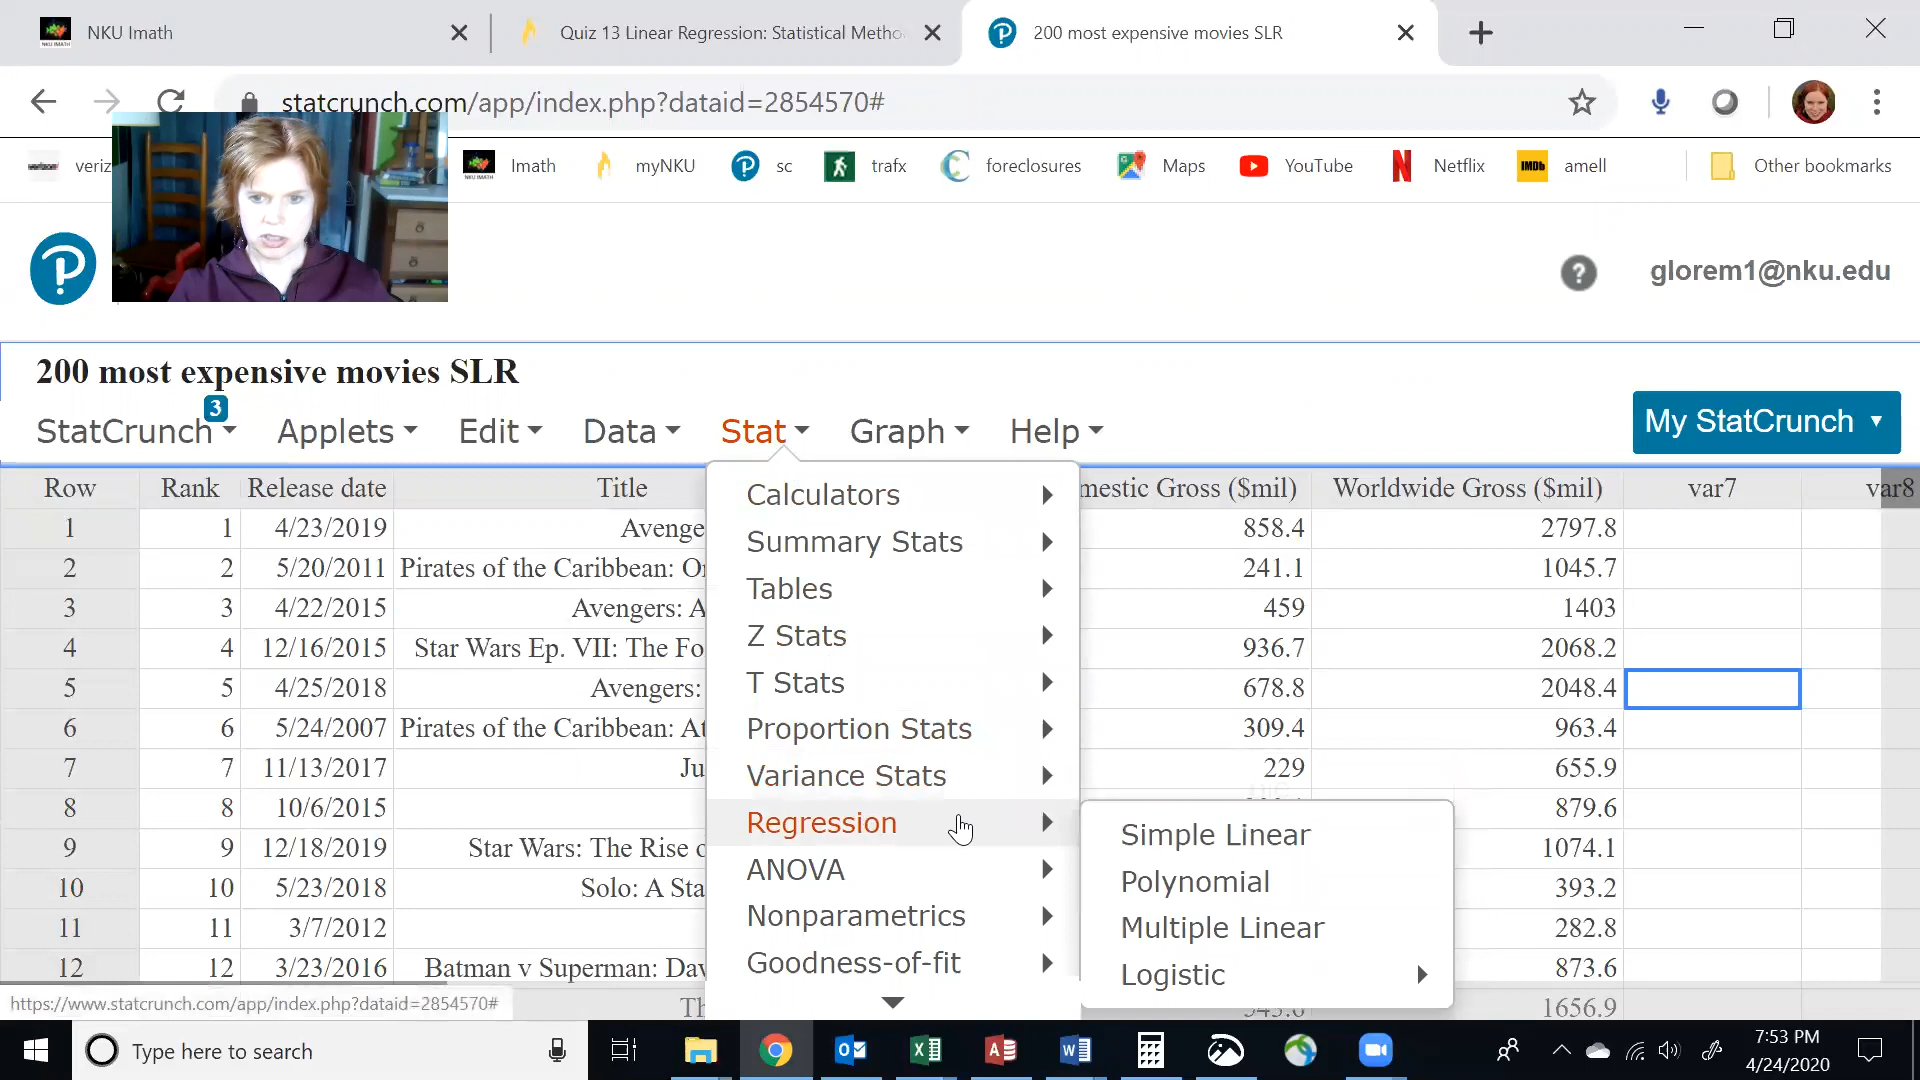 NKU Imath
Quiz 13 Linear Regression: Statistical Metho
200 most expensive movies SLR
statcrunch.com/app/index.php?dataid=2854570#
veriz
Imath
myNKU
sc
trafx
foreclosures
Maps
YouTube
Netflix
IMDb
amell
Other bookmarks
glorem1@nku.edu
200 most expensive movies SLR
StatCrunch 3 Applets Edit Data Stat Graph Help
My StatCrunch
Row Rank Release date Title mestic Gross ($mil) Worldwide Gross ($mil) var7 var8
1 1 4/23/2019 Avenge 858.4 2797.8
2 2 5/20/2011 Pirates of the Caribbean: Or 241.1 1045.7
3 3 4/22/2015 Avengers: A 459 1403
4 4 12/16/2015 Star Wars Ep. VII: The Fo 936.7 2068.2
5 5 4/25/2018 Avengers: 678.8 2048.4
6 6 5/24/2007 Pirates of the Caribbean: At 309.4 963.4
7 7 11/13/2017 Ju 229 655.9
8 8 10/6/2015 879.6
9 9 12/18/2019 Star Wars: The Rise o 1074.1
10 10 5/23/2018 Solo: A Sta 393.2
11 11 3/7/2012 282.8
12 12 3/23/2016 Batman v Superman: Daw 873.6
Th 1656.9
Calculators
Summary Stats
Tables
Z Stats
T Stats
Proportion Stats
Variance Stats
Regression
ANOVA
Nonparametrics
Goodness-of-fit
Simple Linear
Polynomial
Multiple Linear
Logistic
https://www.statcrunch.com/app/index.php?dataid=2854570#
Type here to search
7:53 PM
4/24/2020